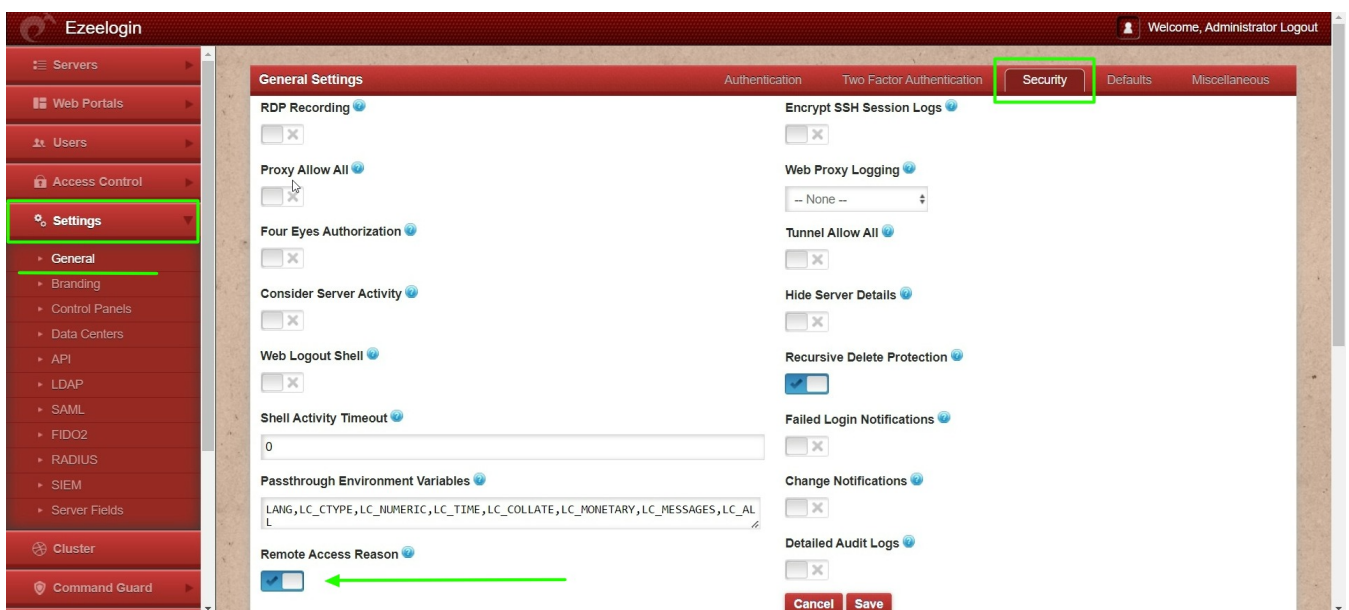 Ezeelogin
Welcome, Administrator Logout
Servers
Web Portals
Users
Access Control
Settings
General
Branding
Control Panels
Data Centers
API
LDAP
SAML
FIDO2
RADIUS
SIEM
Server Fields
Cluster
Command Guard
General Settings
Authentication
Two Factor Authentication
Security
Defaults
Miscellaneous
RDP Recording
Proxy Allow All
Four Eyes Authorization
Consider Server Activity
Web Logout Shell
Shell Activity Timeout
0
Passthrough Environment Variables
LANG,LC_CTYPE,LC_NUMERIC,LC_TIME,LC_COLLATE,LC_MONETARY,LC_MESSAGES,LC_AL
L
Remote Access Reason
Encrypt SSH Session Logs
Web Proxy Logging
-- None --
Tunnel Allow All
Hide Server Details
Recursive Delete Protection
Failed Login Notifications
Change Notifications
Detailed Audit Logs
Cancel
Save